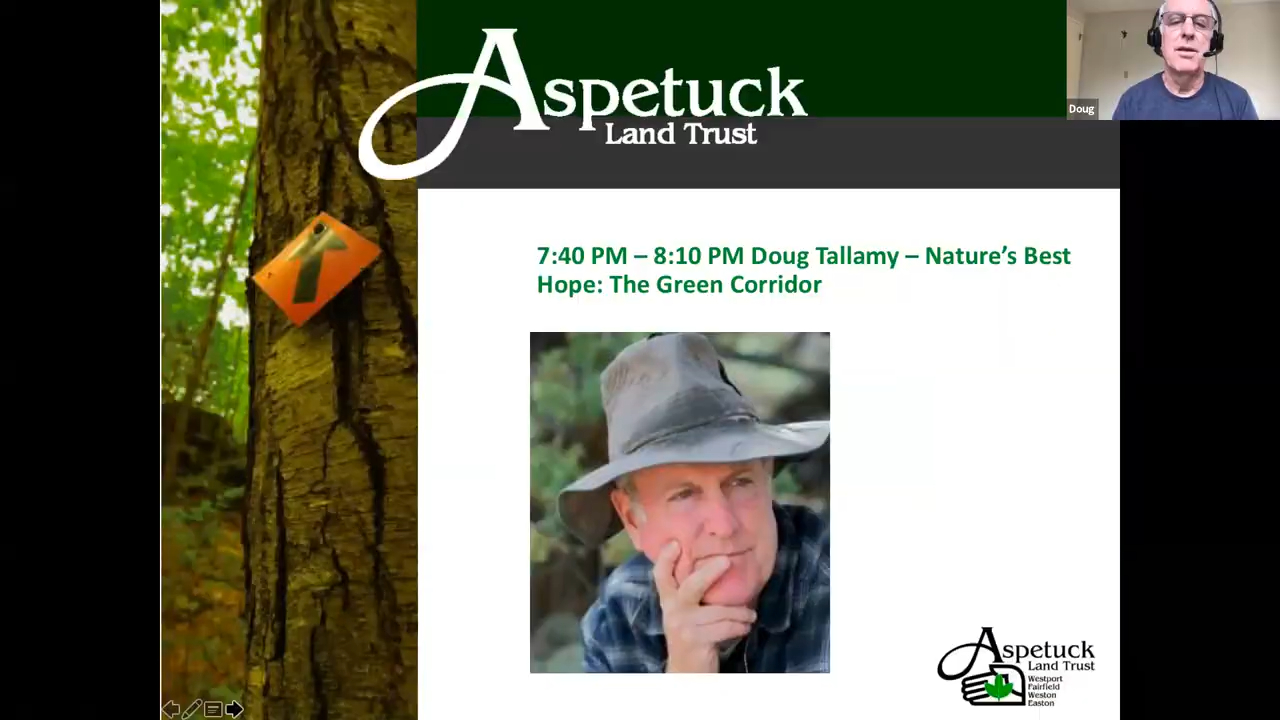 Aspetuck
Land Trust
Doug
7:40 PM – 8:10 PM Doug Tallamy – Nature's Best
Hope: The Green Corridor
Aspetuck
Land Trust
Westport
Fairfield
Weston
Easton